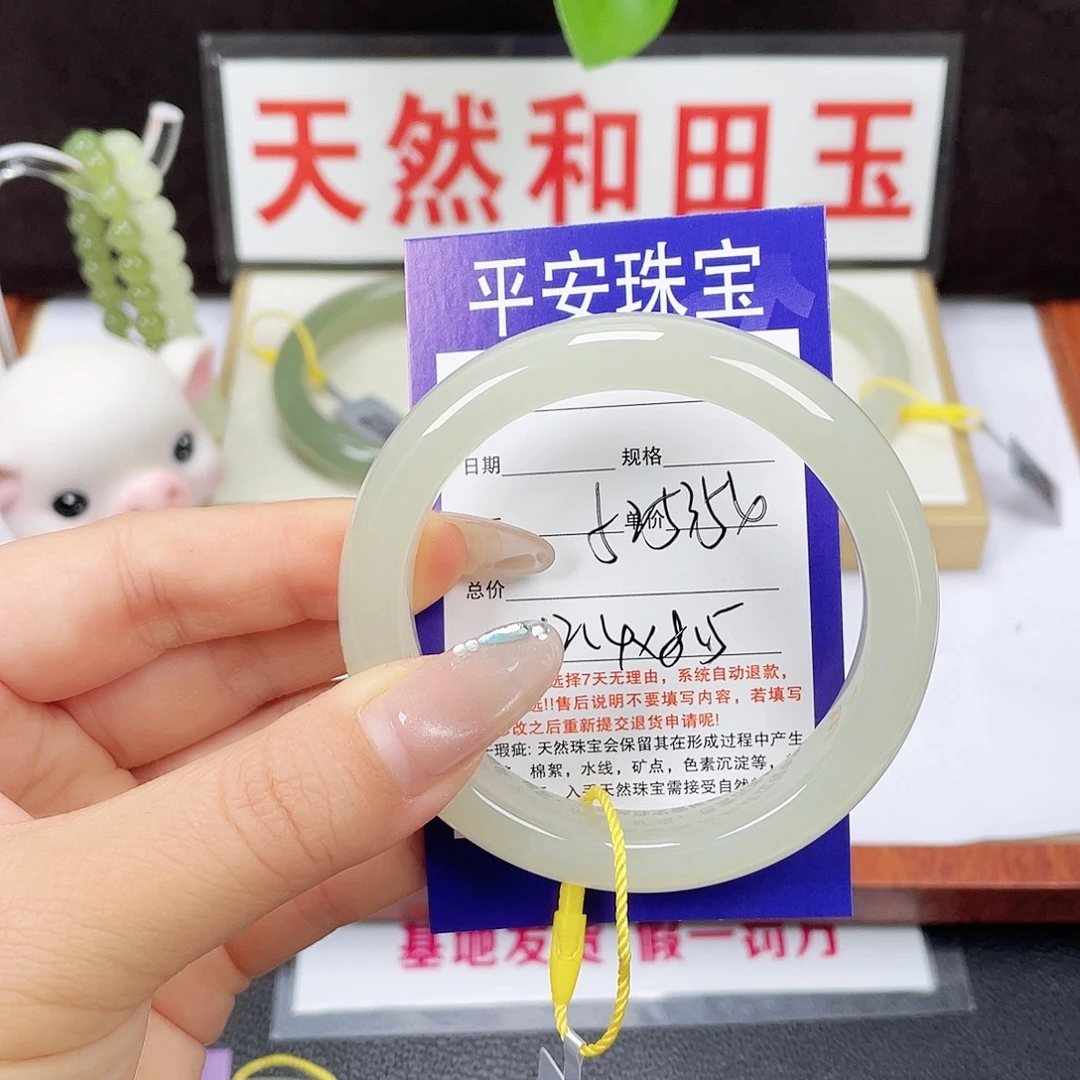 天然和田玉
平安珠宝
日期
规格
单价
总价
选择7天无理由，系统自动退款，
选!!售后说明不要填写内容，若填写
改之后重新提交退货申请呢!
瑕疵: 天然珠宝会保留其在形成过程中产生
棉絮，水线，矿点，色素沉淀等，
天然珠宝需接受自然
基地发货 假一罚万